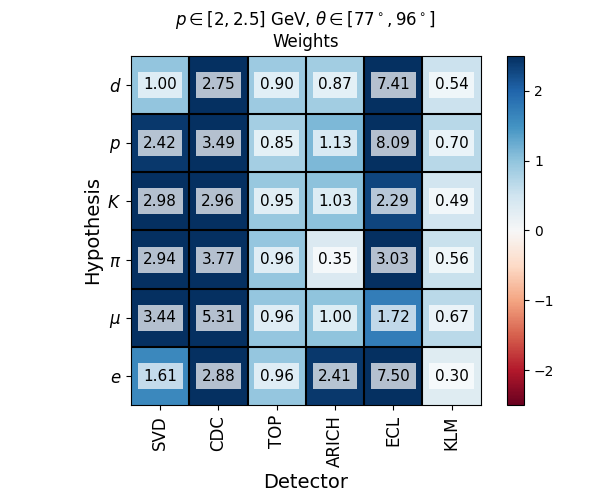 p ∈ [2, 2.5] GeV, θ ∈ [77°, 96°]
Weights
d 1.00 2.75 0.90 0.87 7.41 0.54
p 2.42 3.49 0.85 1.13 8.09 0.70
K 2.98 2.96 0.95 1.03 2.29 0.49
π 2.94 3.77 0.96 0.35 3.03 0.56
μ 3.44 5.31 0.96 1.00 1.72 0.67
e 1.61 2.88 0.96 2.41 7.50 0.30
Hypothesis
SVD CDC TOP ARICH ECL KLM
Detector
2
1
0
−1
−2